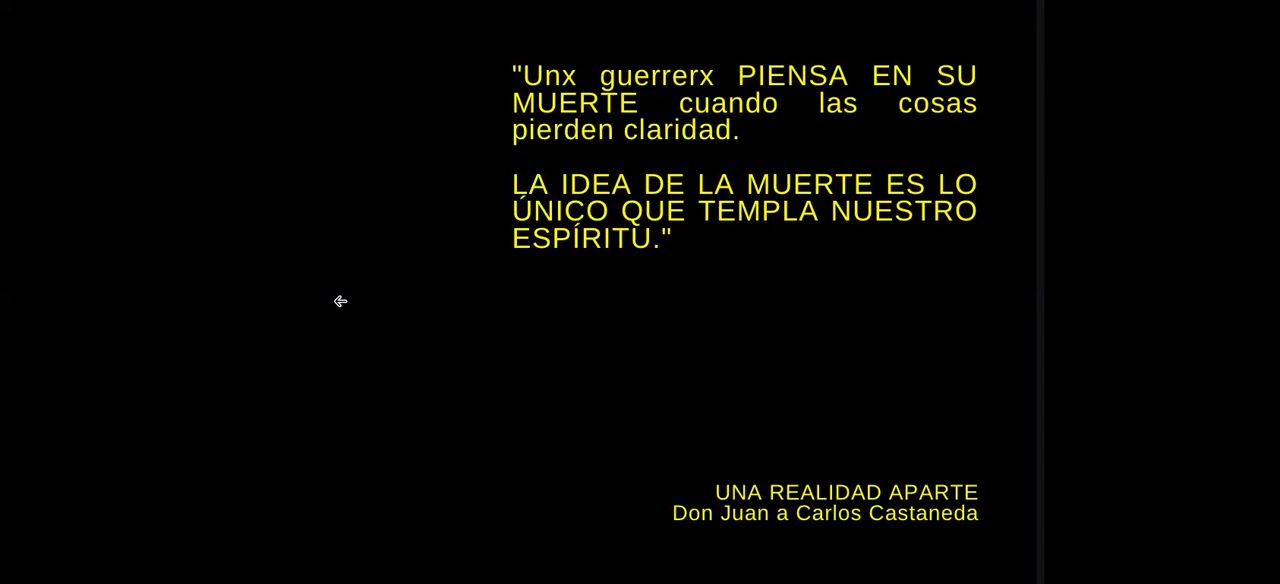 "Unx guerrerx PIENSA EN SU
MUERTE cuando las cosas
pierden claridad.
LA IDEA DE LA MUERTE ES LO
ÚNICO QUE TEMPLA NUESTRO
ESPÍRITU."
UNA REALIDAD APARTE
Don Juan a Carlos Castaneda